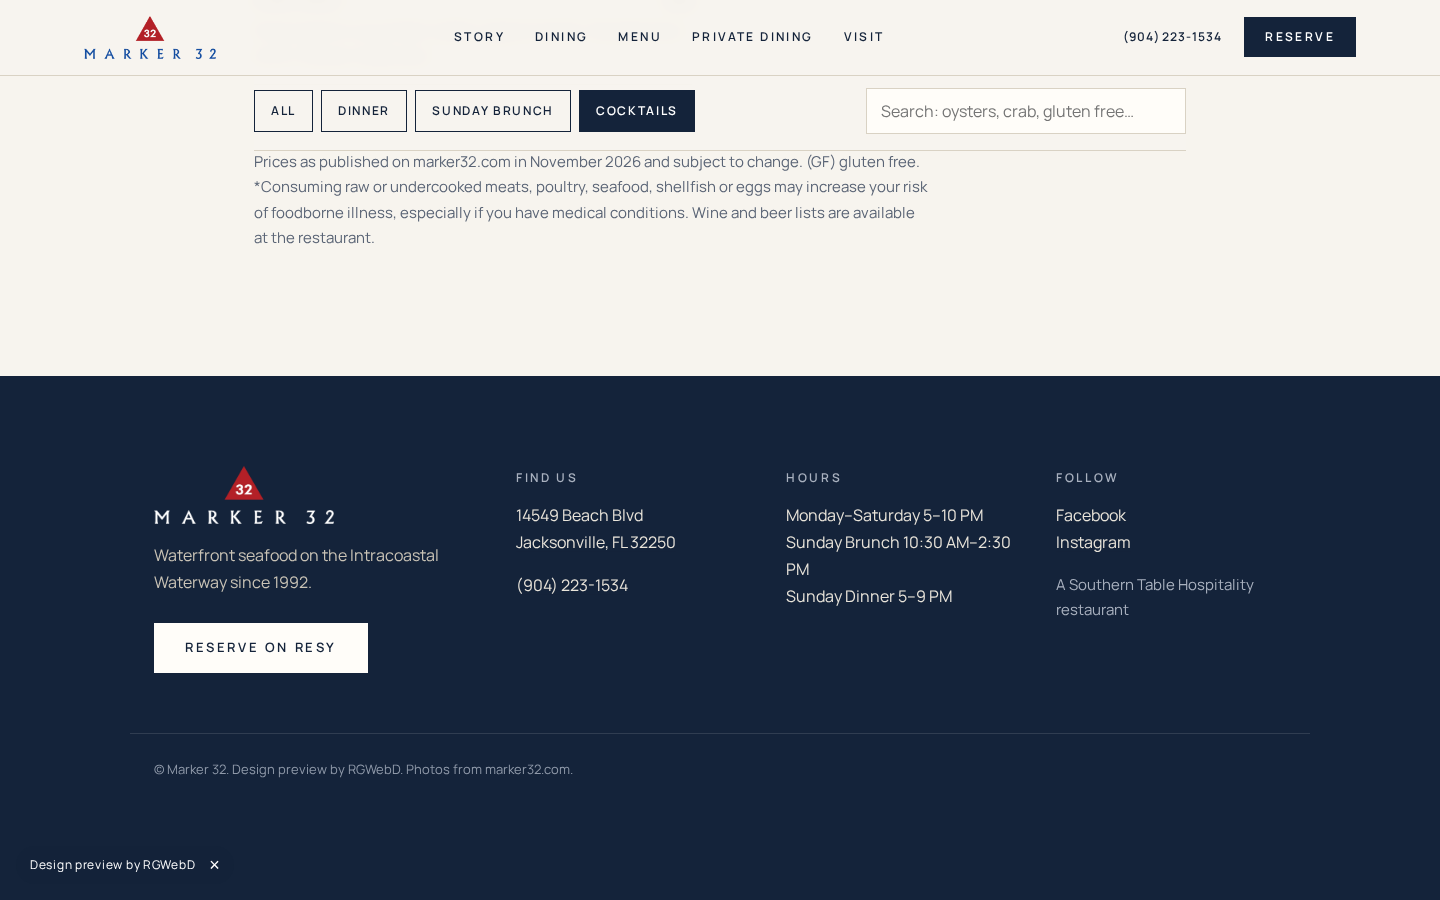 32
MARKER 32
STORY DINING MENU PRIVATE DINING VISIT
(904) 223-1534
RESERVE
ALL DINNER SUNDAY BRUNCH COCKTAILS
Search: oysters, crab, gluten free...
Prices as published on marker32.com in November 2026 and subject to change. (GF) gluten free.
*Consuming raw or undercooked meats, poultry, seafood, shellfish or eggs may increase your risk
of foodborne illness, especially if you have medical conditions. Wine and beer lists are available
at the restaurant.
32
MARKER 32
Waterfront seafood on the Intracoastal
Waterway since 1992.
RESERVE ON RESY
FIND US
14549 Beach Blvd
Jacksonville, FL 32250
(904) 223-1534
HOURS
Monday–Saturday 5–10 PM
Sunday Brunch 10:30 AM–2:30
PM
Sunday Dinner 5–9 PM
FOLLOW
Facebook
Instagram
A Southern Table Hospitality
restaurant
© Marker 32. Design preview by RGWebD. Photos from marker32.com.
Design preview by RGWebD ×